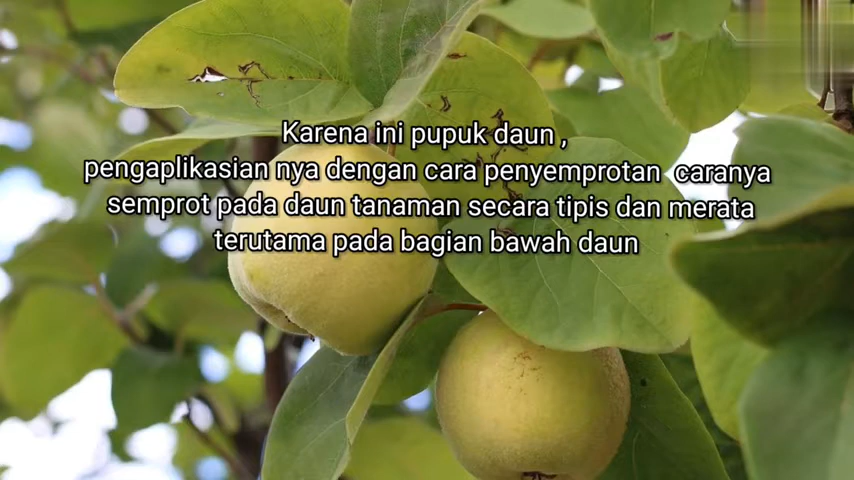 Karena ini pupuk daun ,
pengaplikasian nya dengan cara penyemprotan caranya
semprot pada daun tanaman secara tipis dan merata
terutama pada bagian bawah daun